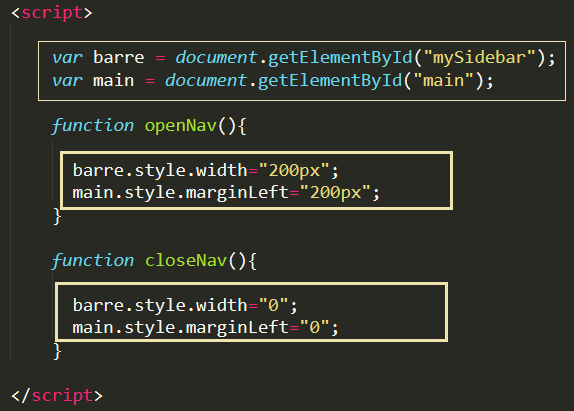 <script>
var barre = document.getElementById("mySidebar");
var main = document.getElementById("main");
function openNav(){
barre.style.width="200px";
main.style.marginLeft="200px";
}
function closeNav(){
barre.style.width="0";
main.style.marginLeft="0";
}
</script>